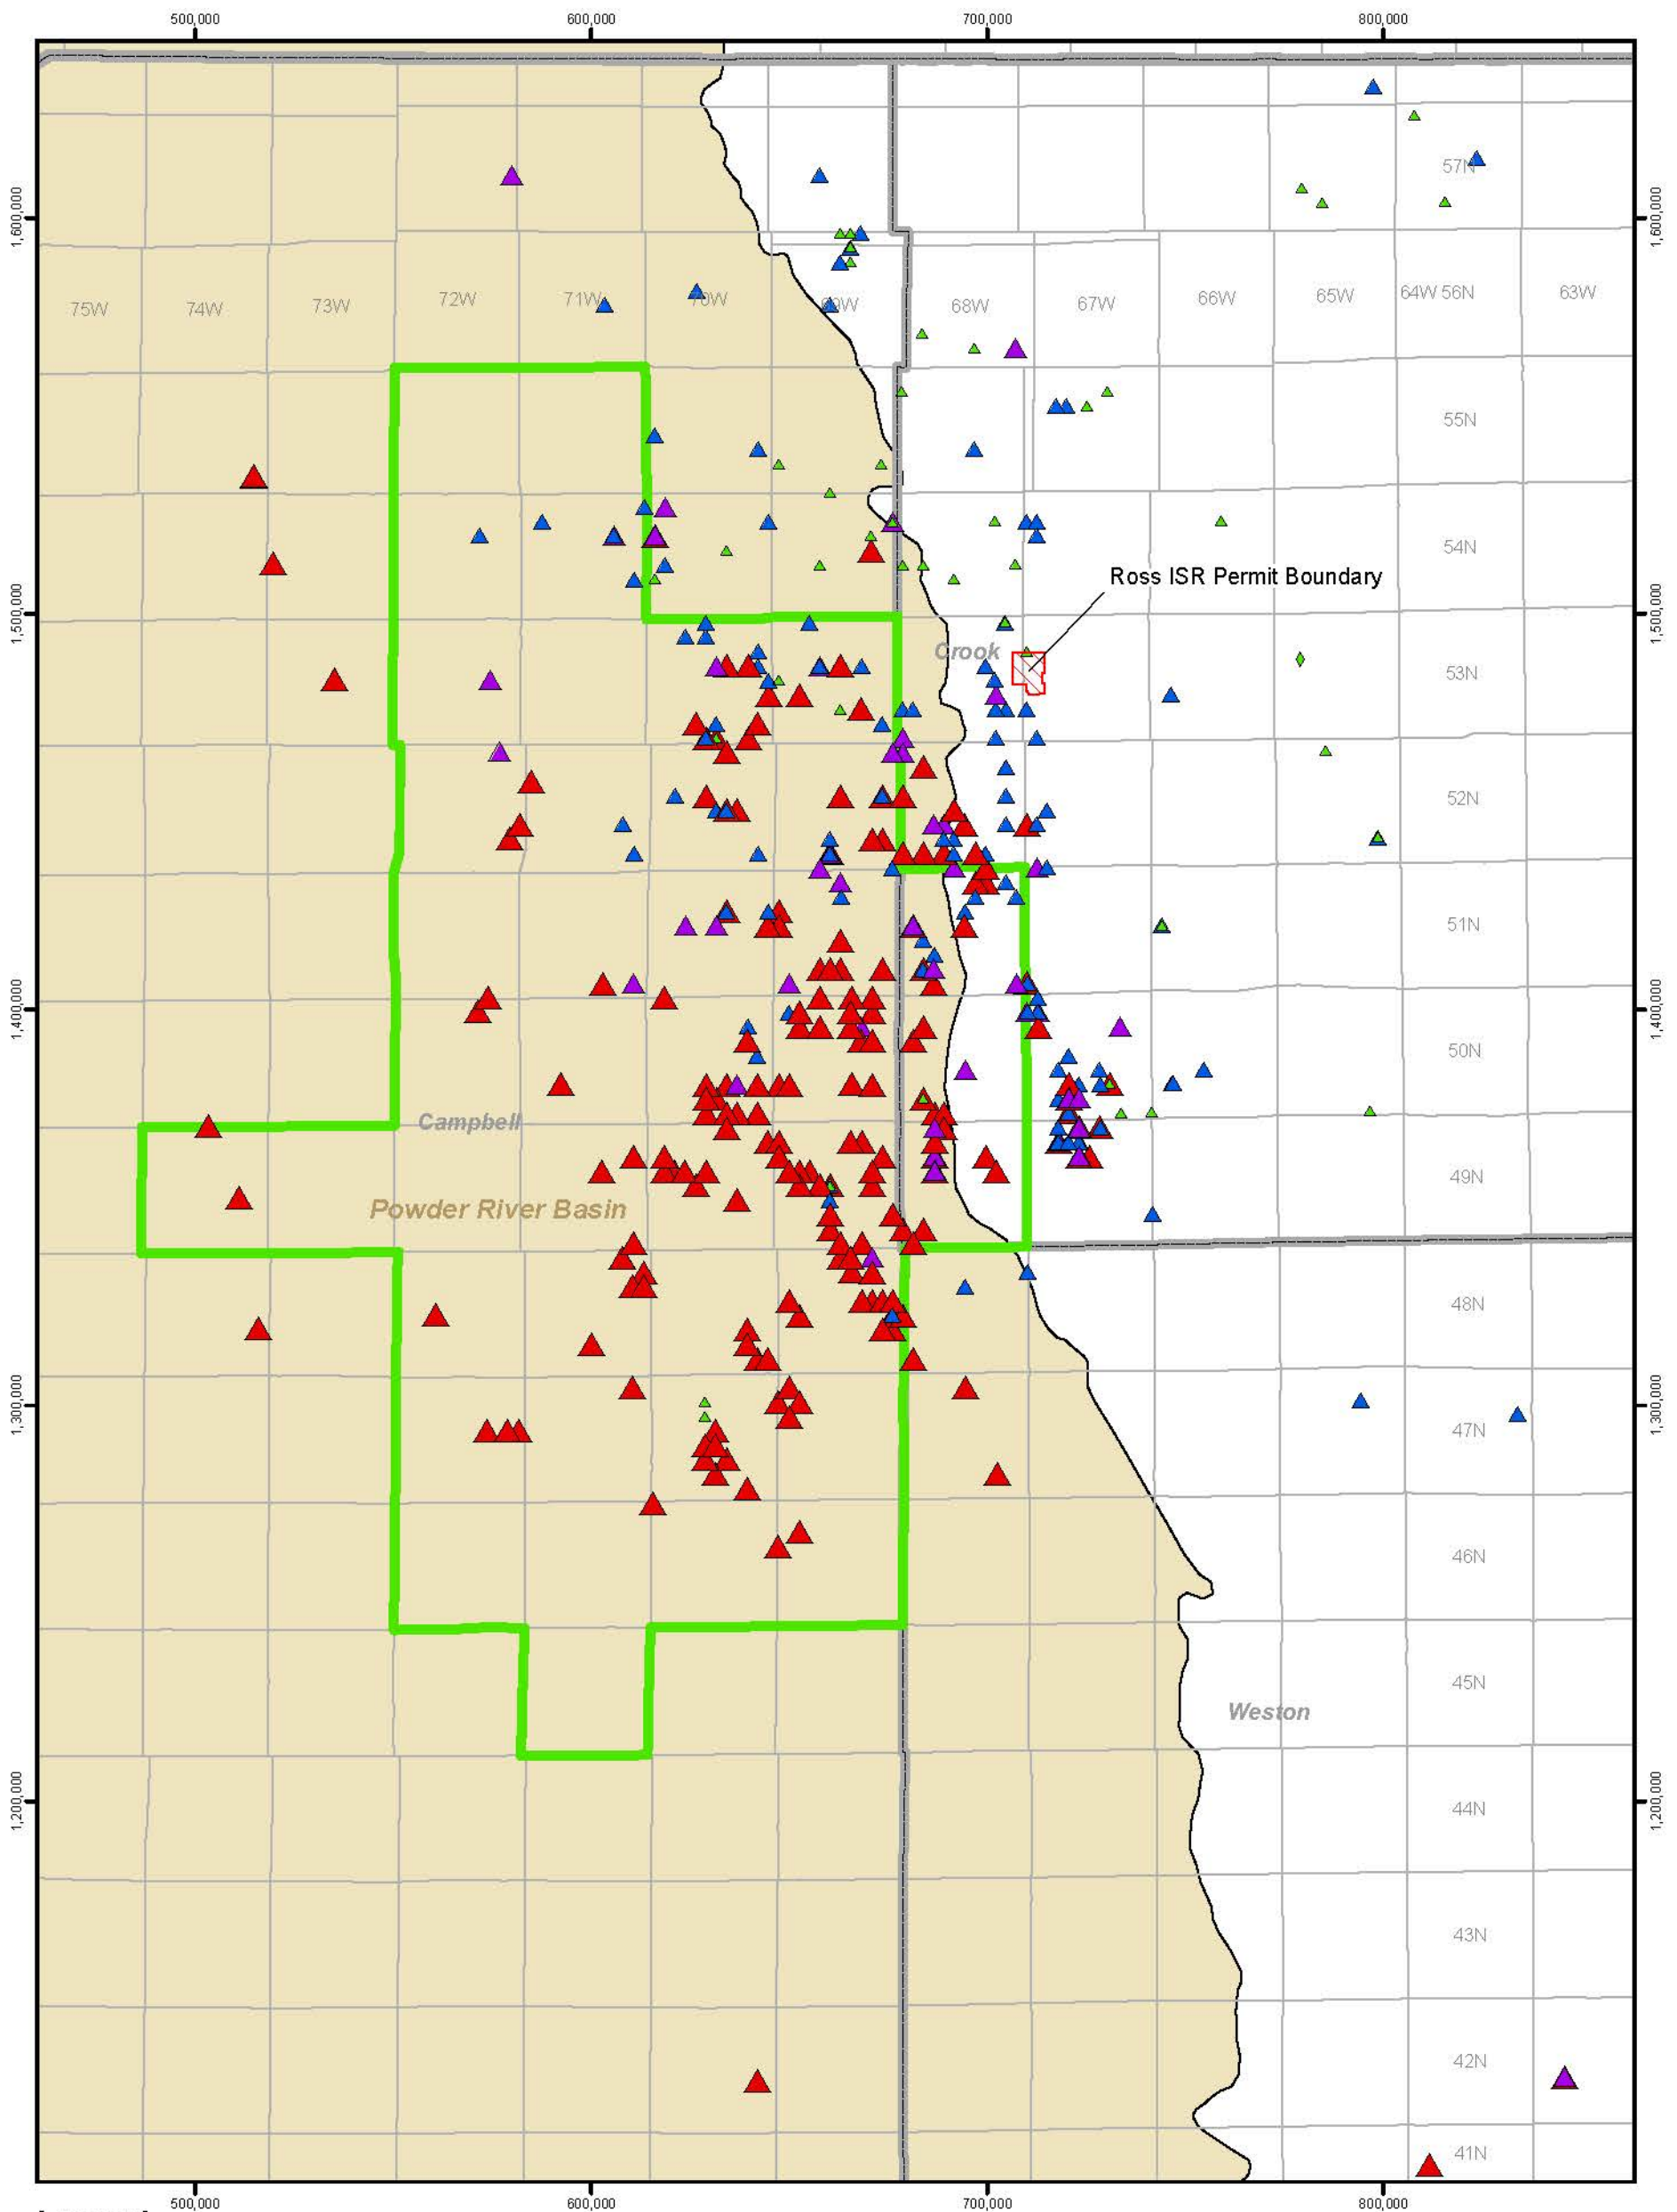 500,000 600,000 700,000 800,000
57N
1,600,000 1,600,000
75W 74W 73W 72W 71W 70W 69W 68W 67W 66W 65W 64W 56N 63W
55N
54N
Ross ISR Permit Boundary
1,500,000 1,500,000
Crook
53N
52N
51N
1,400,000 1,400,000
50N
Campbell
49N
Powder River Basin
48N
1,300,000 1,300,000
47N
46N
45N
Weston
1,200,000 1,200,000
44N
43N
42N
41N
500,000 600,000 700,000 800,000